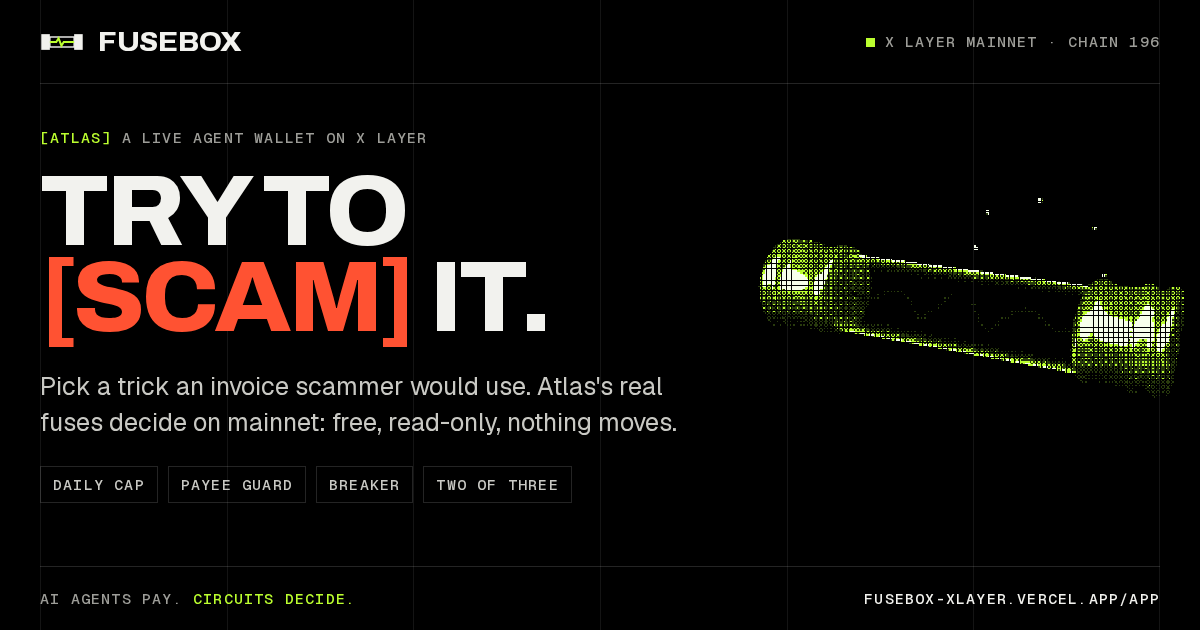 FUSEBOX
X LAYER MAINNET · CHAIN 196
[ATLAS] A LIVE AGENT WALLET ON X LAYER
TRY TO
[SCAM] IT.
Pick a trick an invoice scammer would use. Atlas's real
fuses decide on mainnet: free, read-only, nothing moves.
DAILY CAP
PAYEE GUARD
BREAKER
TWO OF THREE
AI AGENTS PAY. CIRCUITS DECIDE.
FUSEBOX-XLAYER.VERCEL.APP/APP